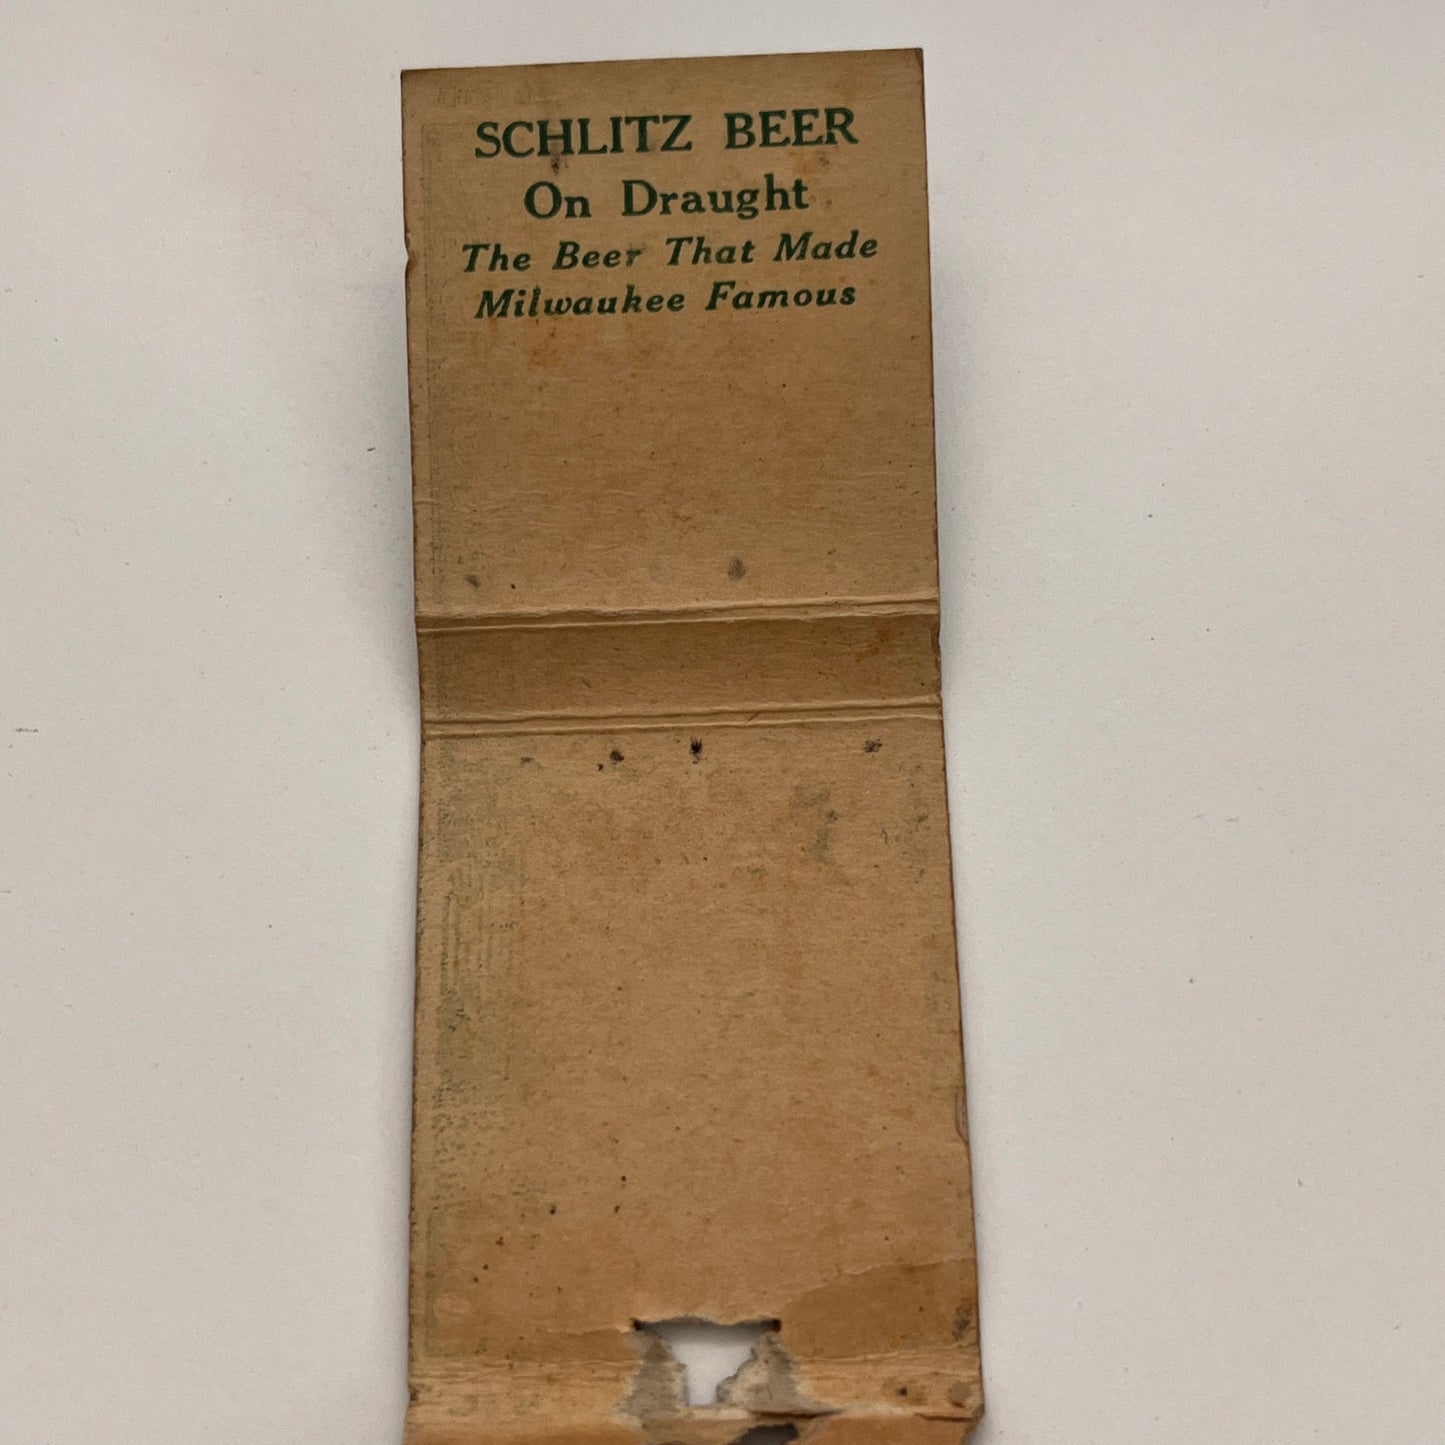 SCHLITZ BEER
On Draught
The Beer That Made
Milwaukee Famous